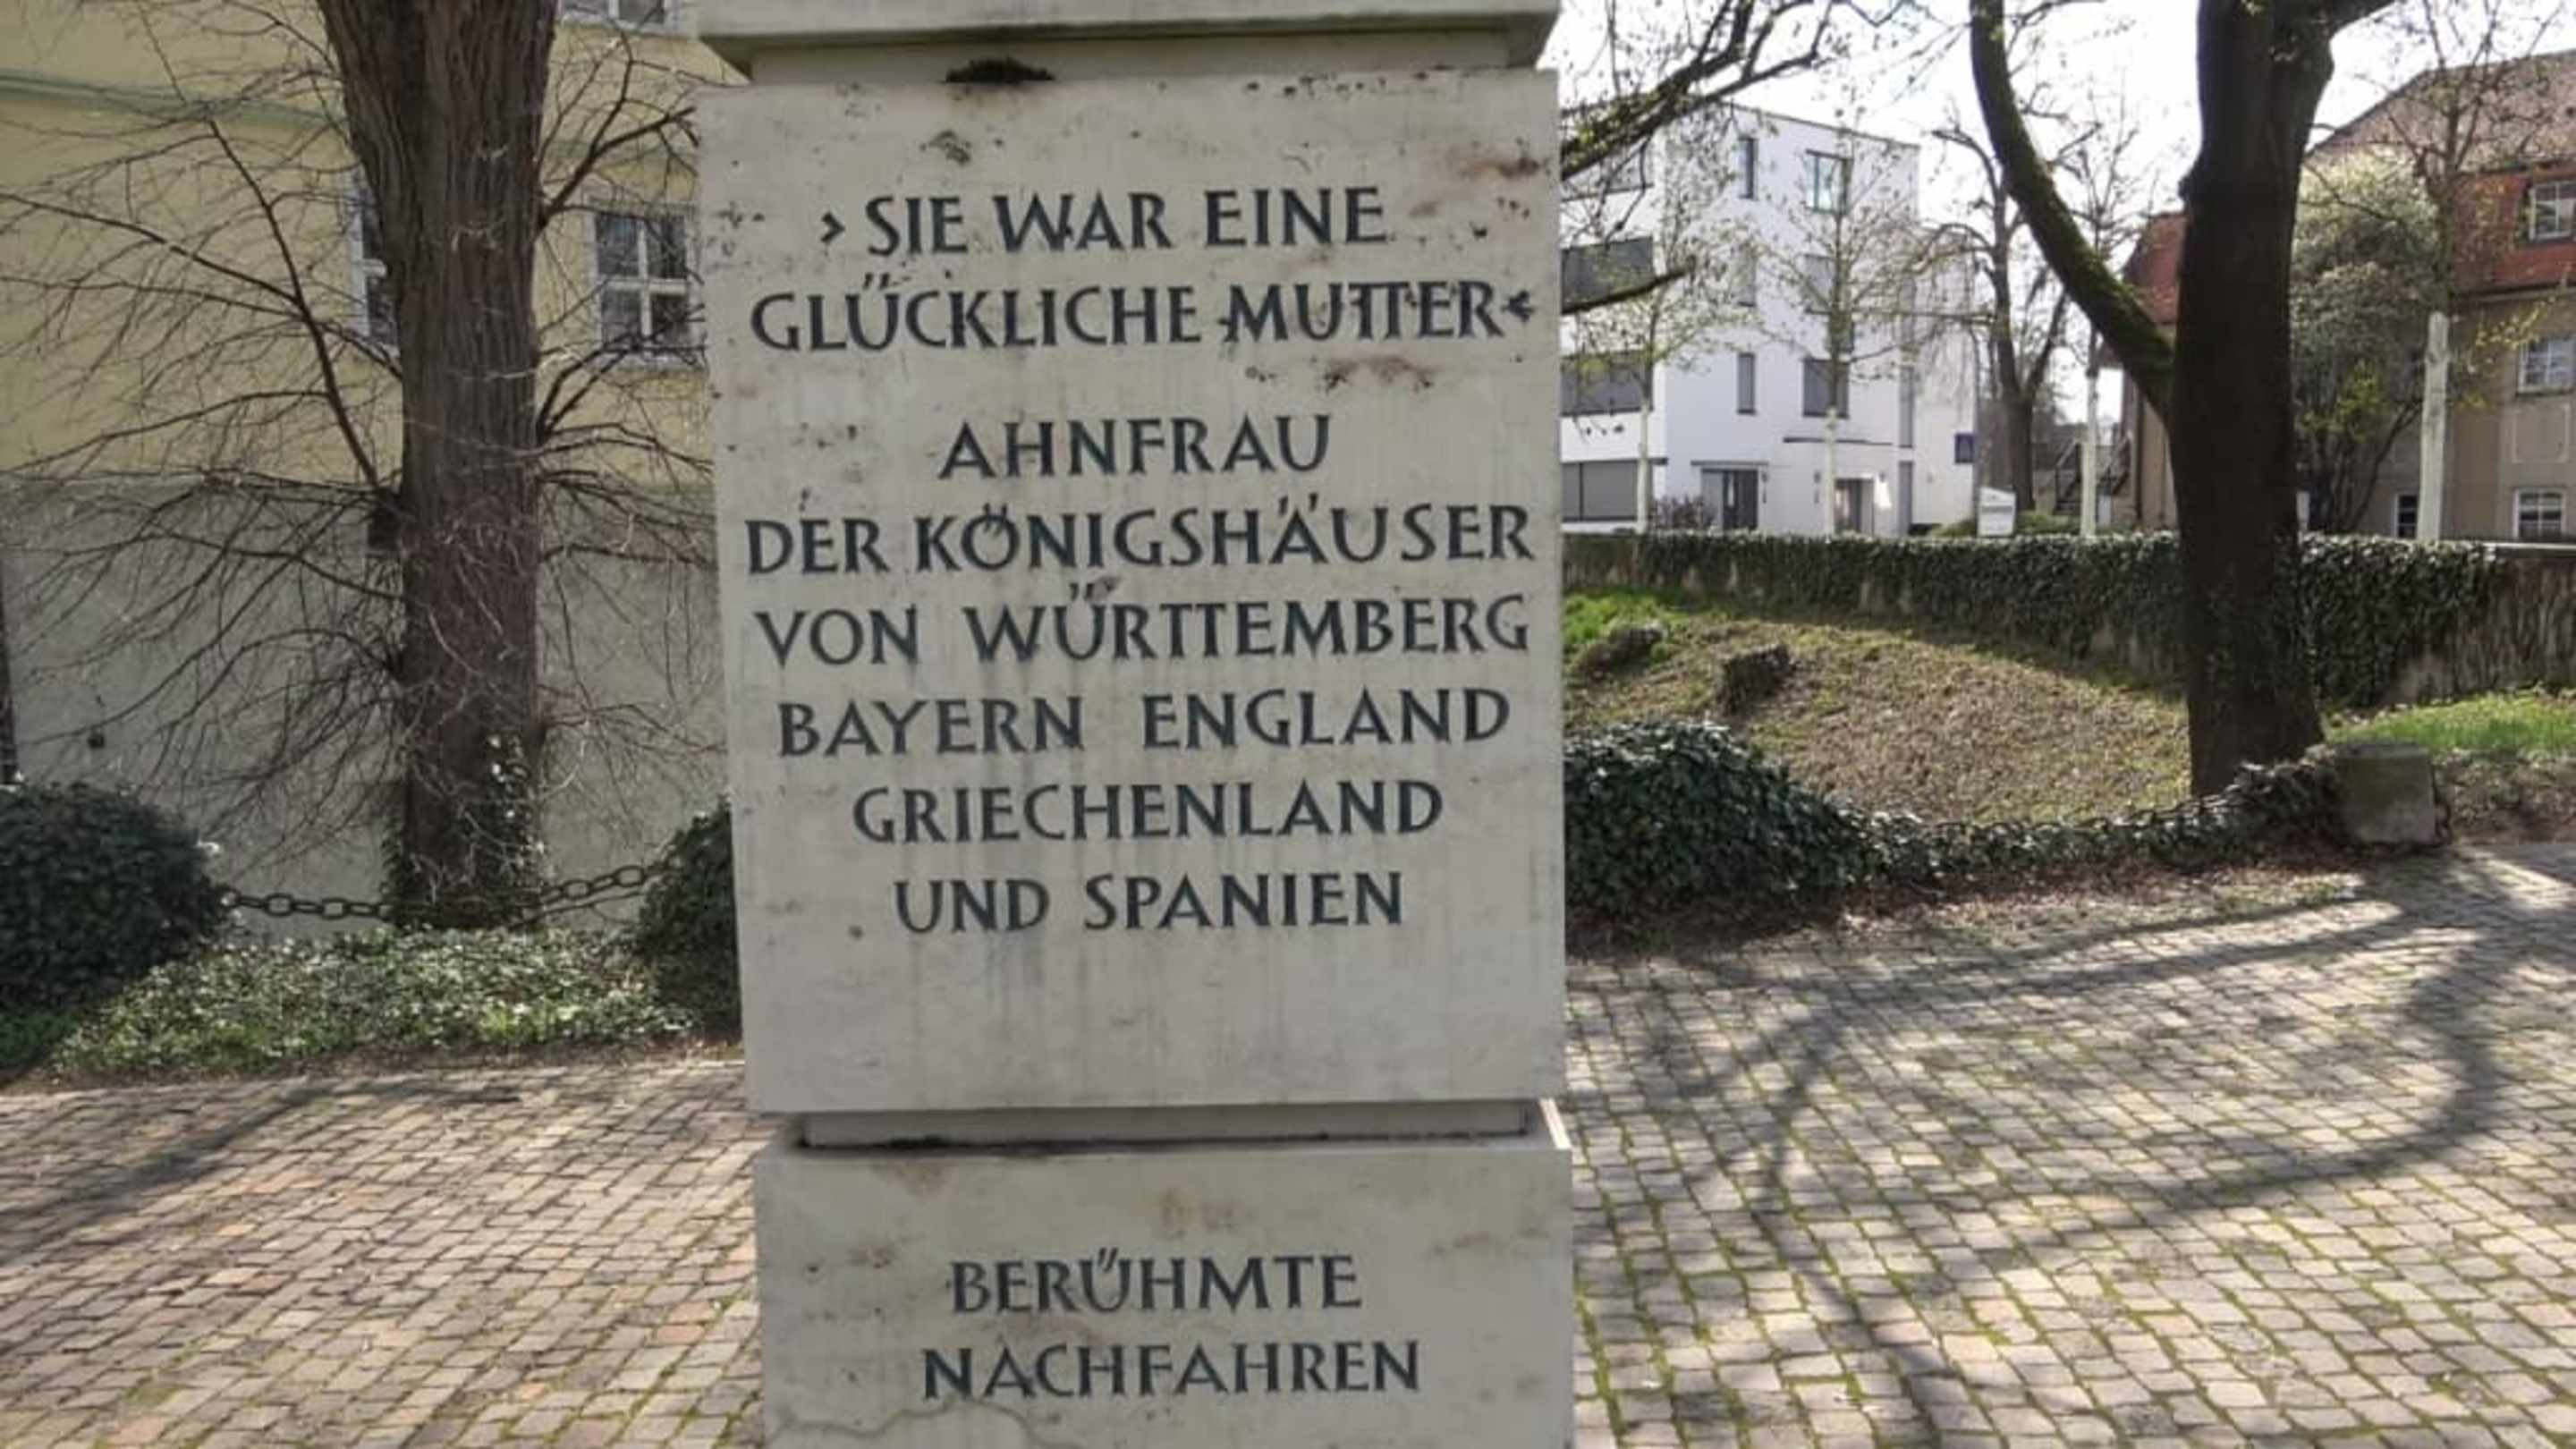 ›SIE WAR EINE
GLÜCKLICHE MUTTER‹
AHNFRAU
DER KÖNIGSHÄUSER
VON WÜRTTEMBERG
BAYERN ENGLAND
GRIECHENLAND
UND SPANIEN
BERÜHMTE
NACHFAHREN